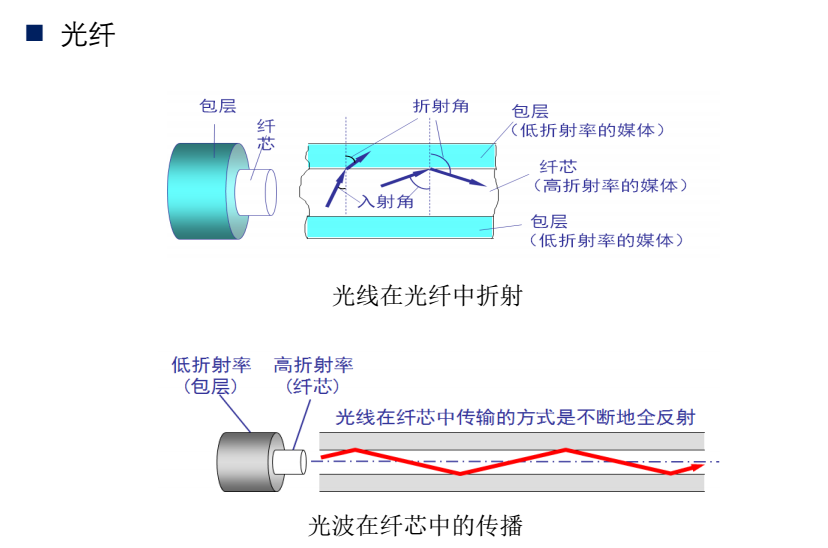 光纤
包层
纤
芯
折射角
包层
（低折射率的媒体）
纤芯
（高折射率的媒体）
入射角
包层
（低折射率的媒体）
光线在光纤中折射
低折射率
（包层）
高折射率
（纤芯）
光线在纤芯中传输的方式是不断地全反射
光波在纤芯中的传播